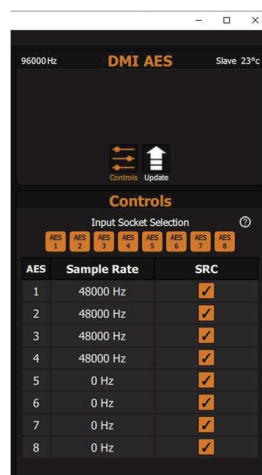 96000 Hz DMI AES Slave 23°c
Controls Update
Controls
Input Socket Selection ?
AES 1 AES 2 AES 3 AES 4 AES 5 AES 6 AES 7 AES 8
AES Sample Rate SRC
1 48000 Hz
2 48000 Hz
3 48000 Hz
4 48000 Hz
5 0 Hz
6 0 Hz
7 0 Hz
8 0 Hz